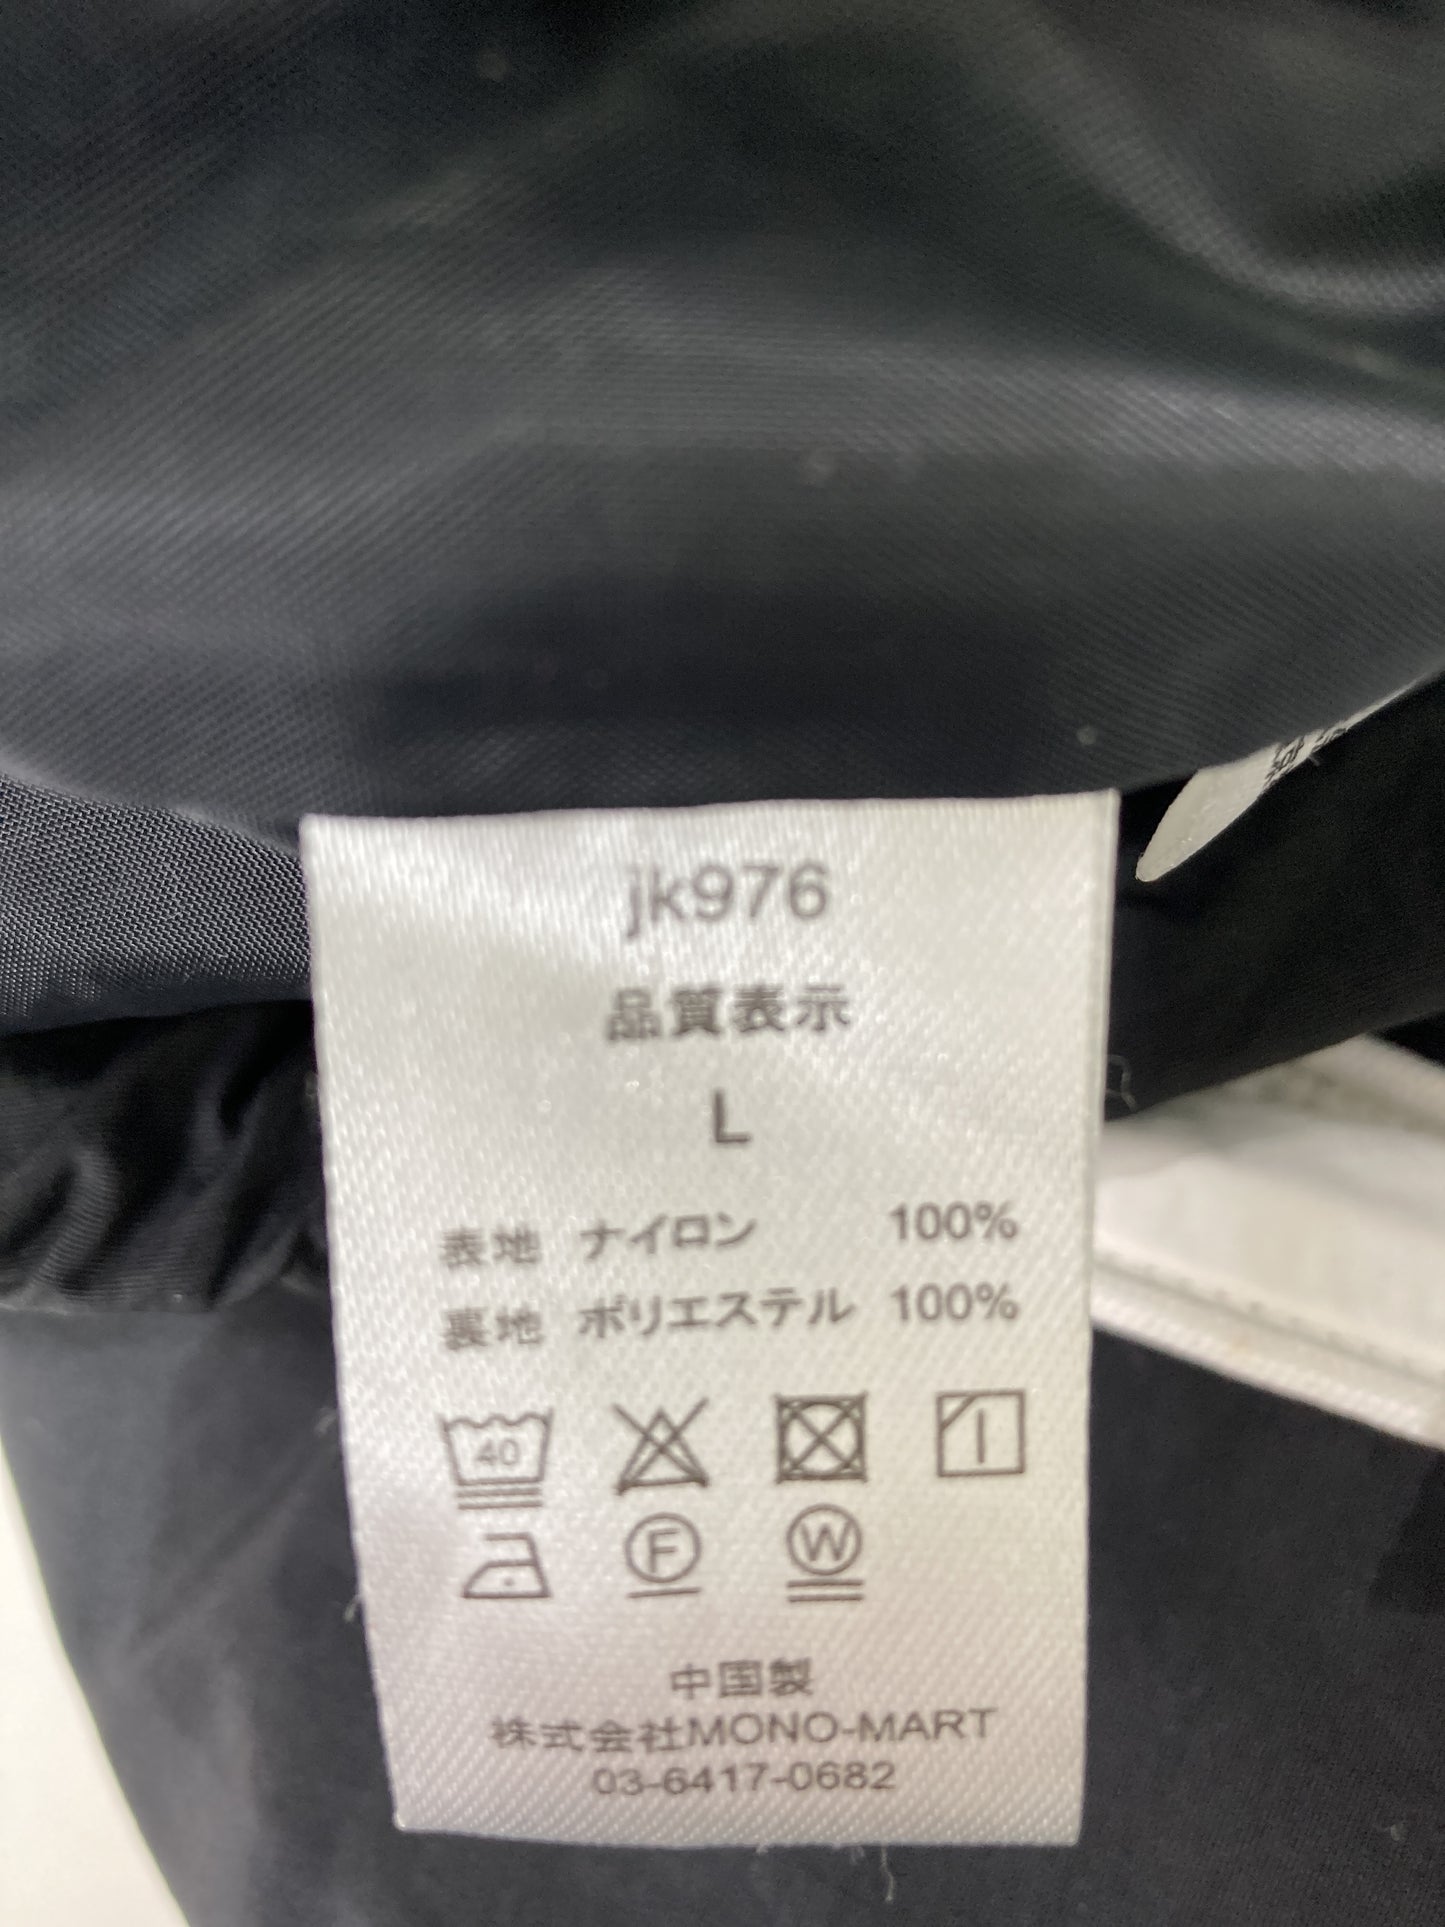 jk976
品質表示
L
表地 ナイロン 100%
裏地 ポリエステル 100%
40
F W
中国製
株式会社MONO-MART
03-6417-0682